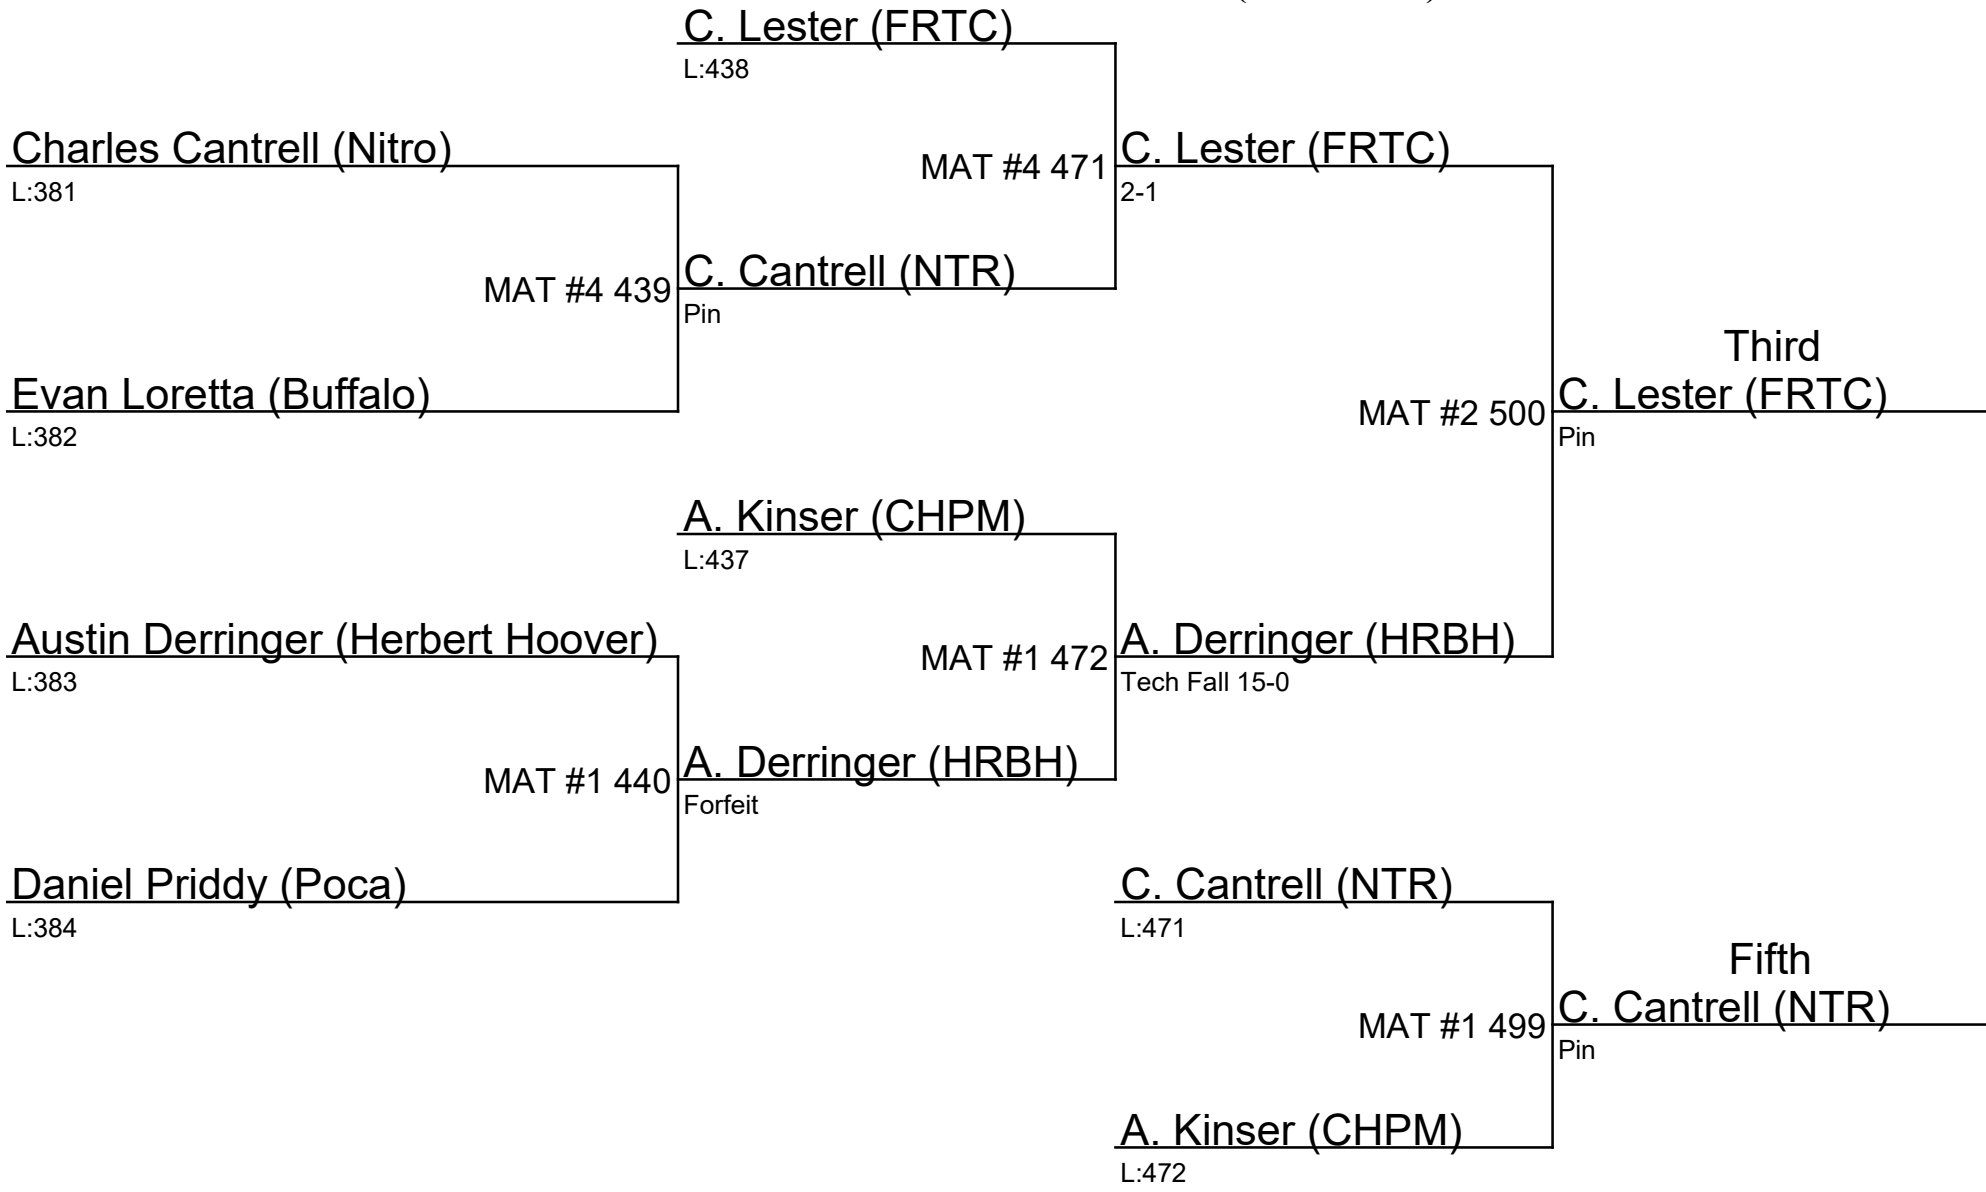 C. Lester (FRTC)
L:438
Charles Cantrell (Nitro)
L:381
MAT #4 471
C. Lester (FRTC)
2-1
MAT #4 439
C. Cantrell (NTR)
Pin
Evan Loretta (Buffalo)
L:382
Third
MAT #2 500
C. Lester (FRTC)
Pin
A. Kinser (CHPM)
L:437
Austin Derringer (Herbert Hoover)
L:383
MAT #1 472
A. Derringer (HRBH)
Tech Fall 15-0
MAT #1 440
A. Derringer (HRBH)
Forfeit
Daniel Priddy (Poca)
L:384
C. Cantrell (NTR)
L:471
Fifth
MAT #1 499
C. Cantrell (NTR)
Pin
A. Kinser (CHPM)
L:472